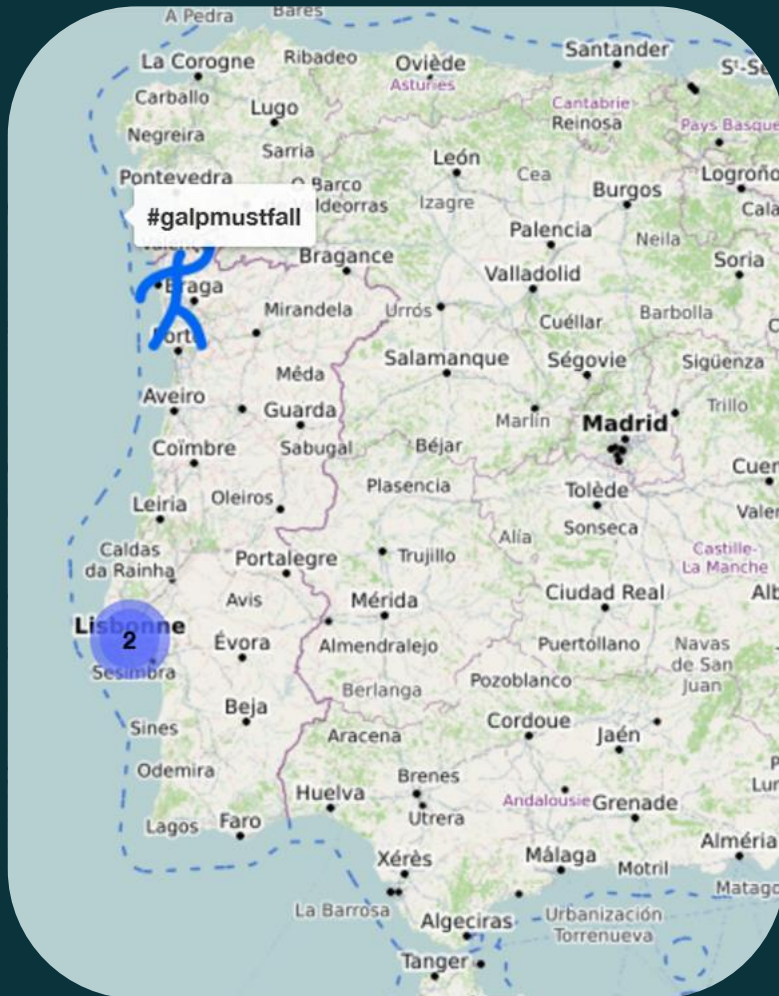 A Pedra
Bares
La Corogne
Ribadeo
Oviède
Asturies
Santander
Carballo
Lugo
Cantabrie
Reinosa
Pays Basque
Negreira
Sarria
León
Cea
Logroño
Pontevedra
O Barco
Izagre
Burgos
#galpmustfall
Palencia
Neila
Soria
Bragance
Valladolid
Braga
Mirandela
Urrós
Cuéllar
Barbolla
Salamanque
Ségovie
Sigüenza
Mêda
Aveiro
Guarda
Marlin
Madrid
Trillo
Coïmbre
Sabugal
Béjar
Plasencia
Tolède
Leiria
Oleiros
Sonseca
Alía
Caldas
da Rainha
Portalegre
Trujillo
Castille-
La Manche
Avis
Mérida
Ciudad Real
Lisbonne
2
Évora
Almendralejo
Puertollano
Navas
de San
Juan
Sesimbra
Berlanga
Pozoblanco
Beja
Cordoue
Sines
Aracena
Jaén
Odemira
Brenes
Huelva
Andalousie
Grenade
Utrera
Lagos
Faro
Xérès
Málaga
Motril
Alméria
La Barrosa
Algeciras
Urbanización
Torrenueva
Tanger